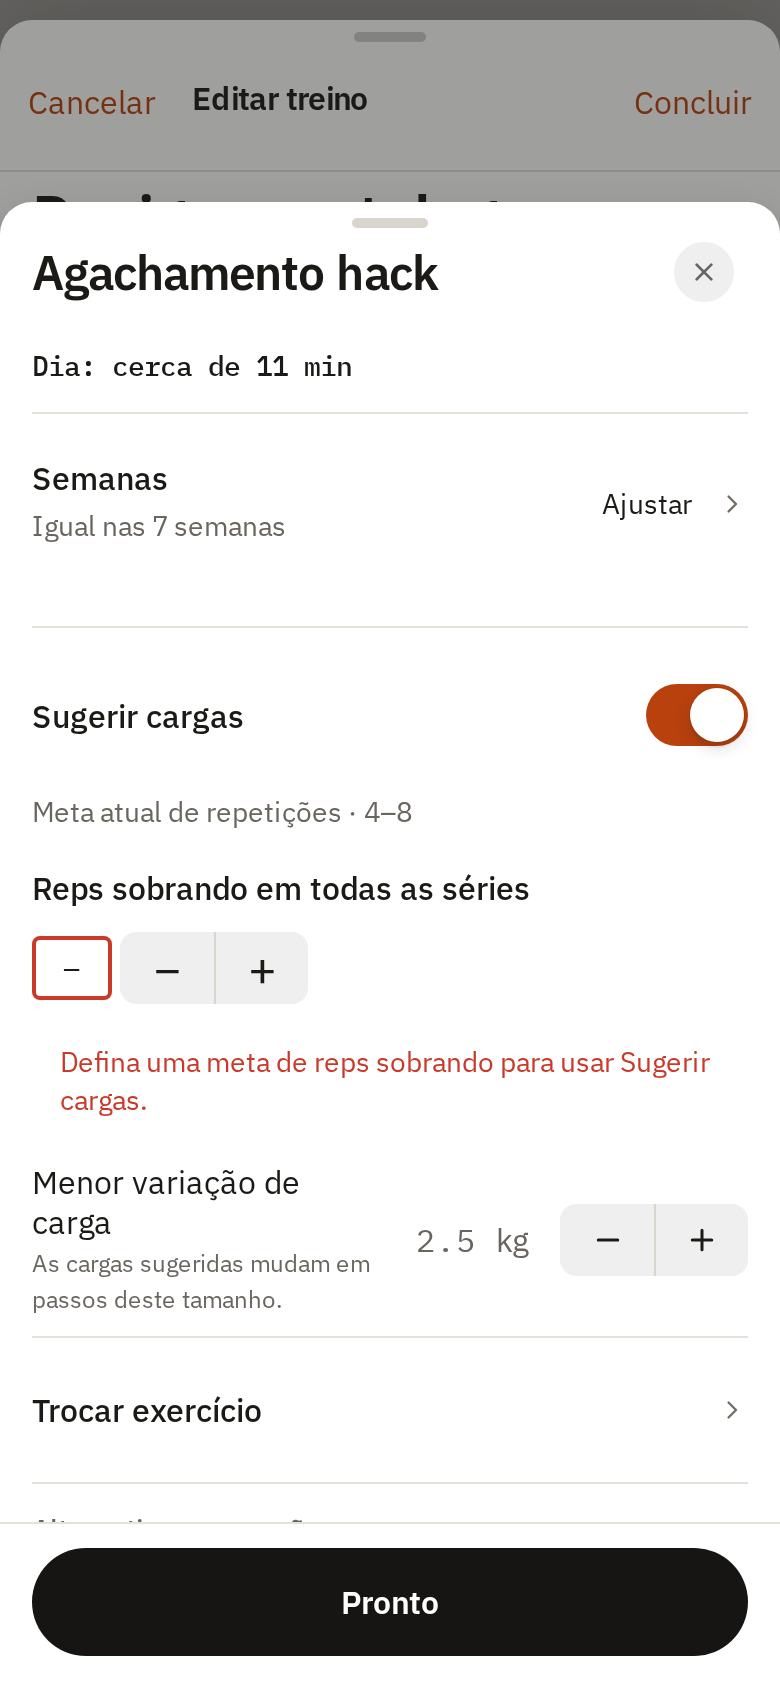 Cancelar
Editar treino
Concluir
Agachamento hack
Dia: cerca de 11 min
Semanas
Igual nas 7 semanas
Ajustar
Sugerir cargas
Meta atual de repetições · 4–8
Reps sobrando em todas as séries
–
− +
Defina uma meta de reps sobrando para usar Sugerir
cargas.
Menor variação de
carga
2.5 kg
− +
As cargas sugeridas mudam em
passos deste tamanho.
Trocar exercício
Pronto